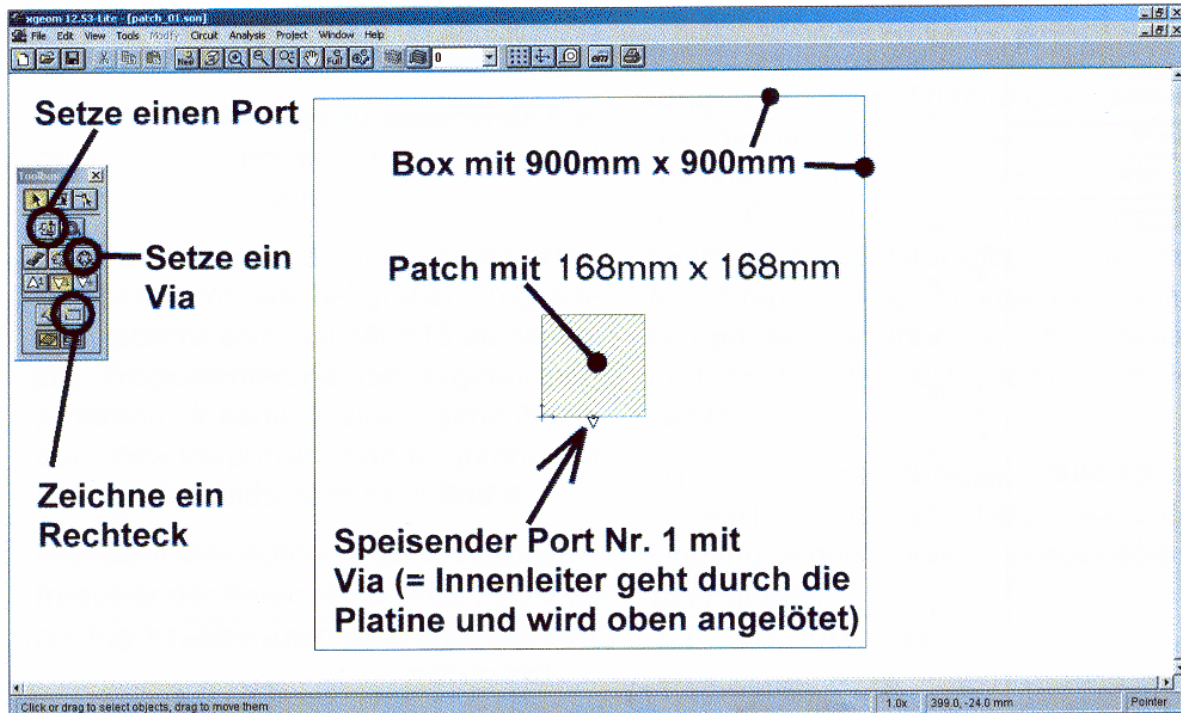 xgeom 12.53-Lite - [patch_01.son]
File Edit View Tools Modify Circuit Analysis Project Window Help
0
Setze einen Port
Toolbox
Setze ein
Via
Zeichne ein
Rechteck
Box mit 900mm x 900mm
Patch mit 168mm x 168mm
Speisender Port Nr. 1 mit
Via (= Innenleiter geht durch die
Platine und wird oben angelötet)
Click or drag to select objects, drag to move them
1.0x 399.0, -24.0 mm Pointer